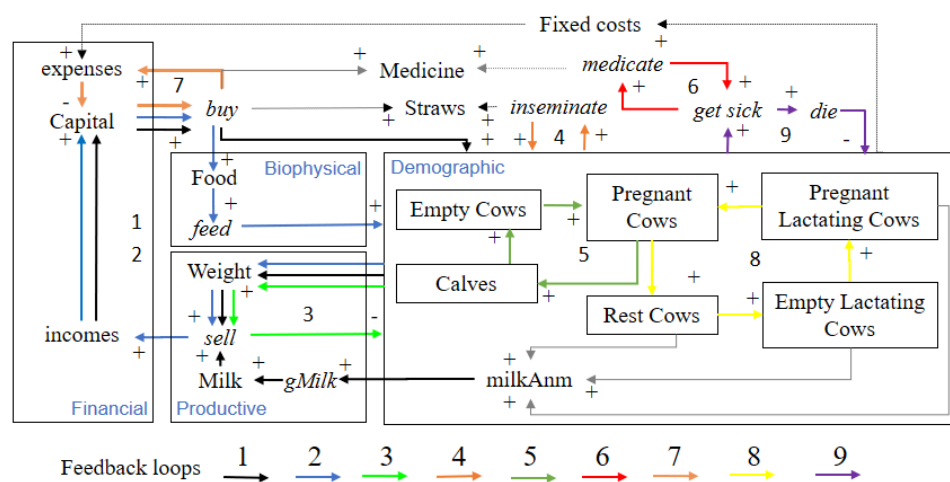 Fixed costs
+ + +
expenses + 7 + Medicine + medicate + 6
- buy + Straws + inseminate + get sick + die
Capital + + + + 4 + + 9 -
+ +
Biophysical Demographic
Food
+
feed +
Empty Cows +
Pregnant Cows
+
Pregnant Lactating Cows
1
2
+ 5 8 +
Weight
+
Calves +
+
Rest Cows +
Empty Lactating Cows
incomes
+
+ sell 3 -
+ +
Milk + gMilk + milkAnm +
+
+
Financial Productive
Feedback loops 1 2 3 4 5 6 7 8 9